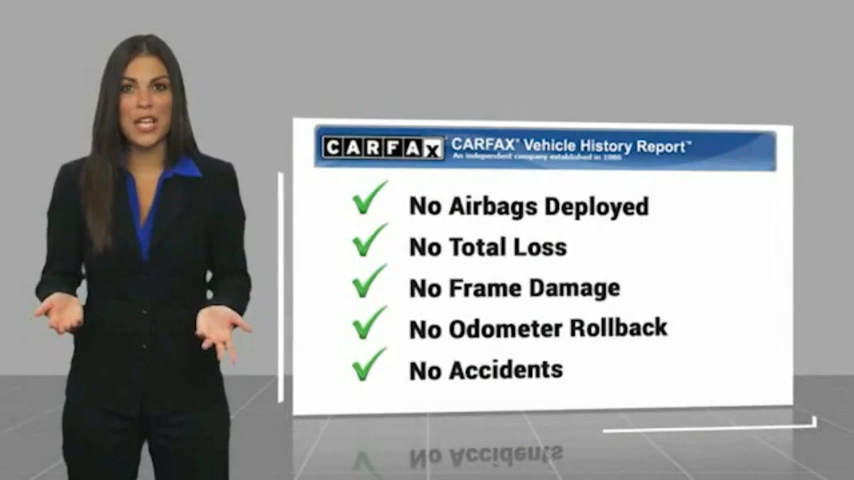 CARFAX CARFAX® Vehicle History Report™
An independent company established in 1986
No Airbags Deployed
No Total Loss
No Frame Damage
No Odometer Rollback
No Accidents
No Accidents